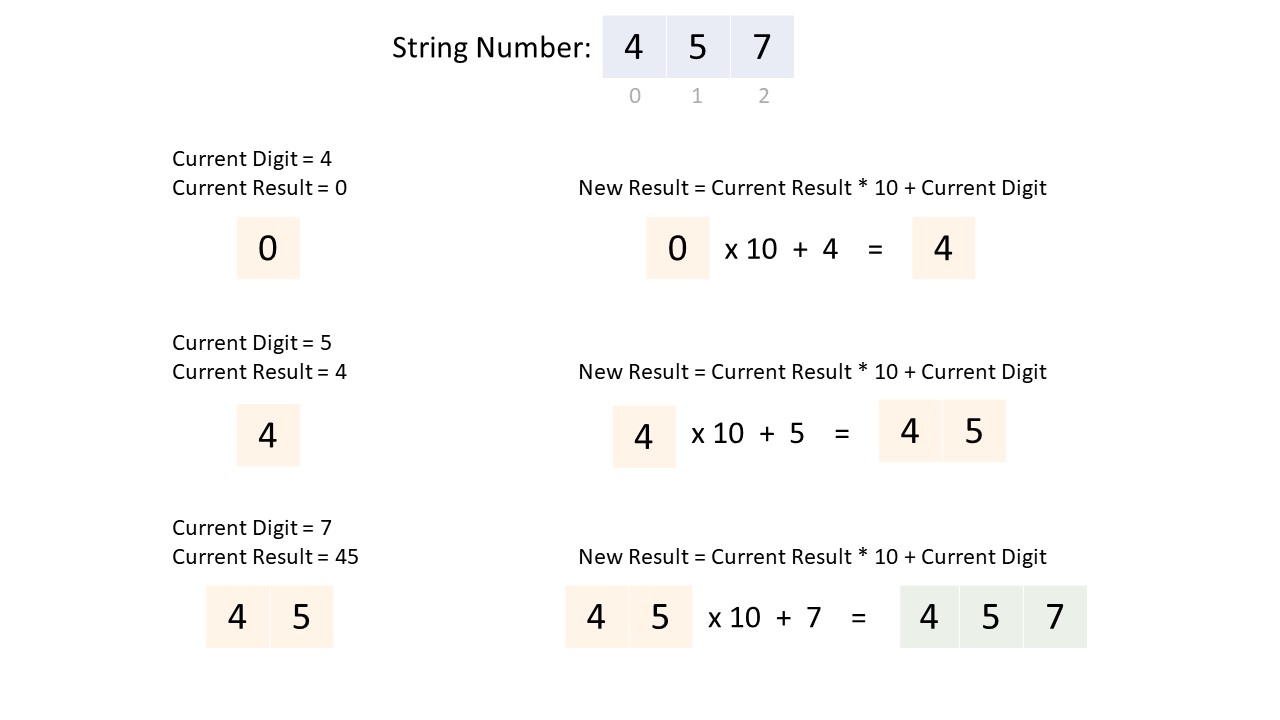 String Number: 4 5 7
0 1 2
Current Digit = 4
Current Result = 0
New Result = Current Result * 10 + Current Digit
0
0 x 10 + 4 = 4
Current Digit = 5
Current Result = 4
New Result = Current Result * 10 + Current Digit
4
4 x 10 + 5 = 4 5
Current Digit = 7
Current Result = 45
New Result = Current Result * 10 + Current Digit
4 5
4 5 x 10 + 7 = 4 5 7